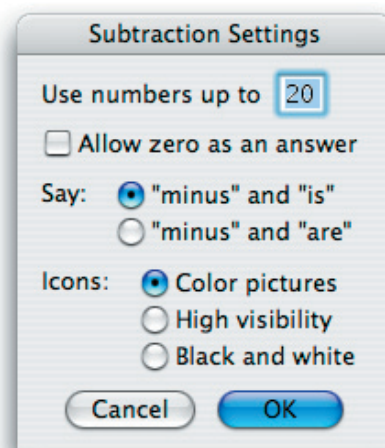 Subtraction Settings
Use numbers up to 20
Allow zero as an answer
Say: "minus" and "is"
"minus" and "are"
Icons: Color pictures
High visibility
Black and white
Cancel OK